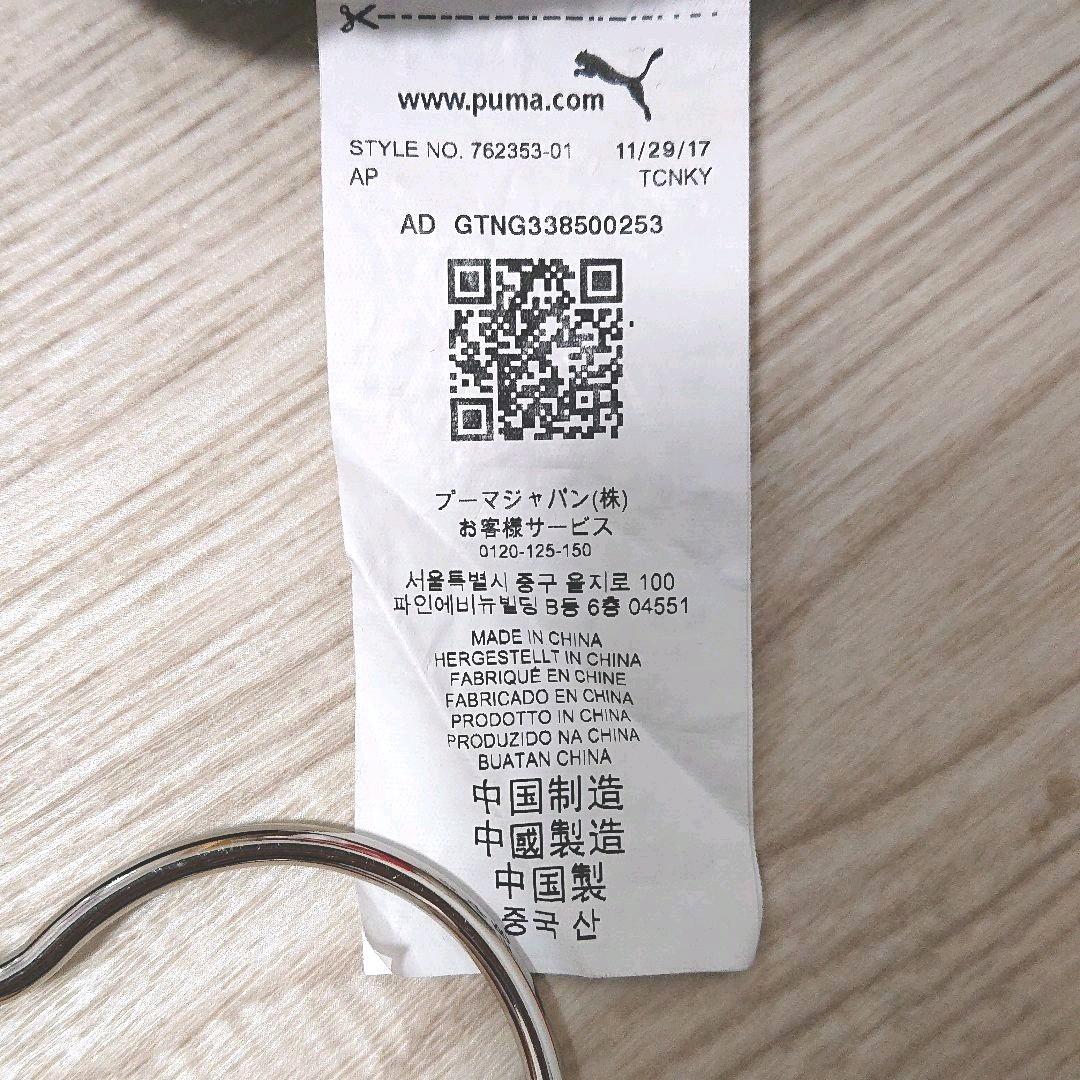 www.puma.com
STYLE NO. 762353-01 11/29/17
AP TCNKY
AD GTNG338500253
プーマジャパン(株)
お客様サービス
0120-125-150
서울특별시 중구 을지로 100
파인에비뉴빌딩 B동 6층 04551
MADE IN CHINA
HERGESTELLT IN CHINA
FABRIQUÉ EN CHINE
FABRICADO EN CHINA
PRODOTTO IN CHINA
PRODUZIDO NA CHINA
BUATAN CHINA
中国制造
中國製造
中国製
중국 산